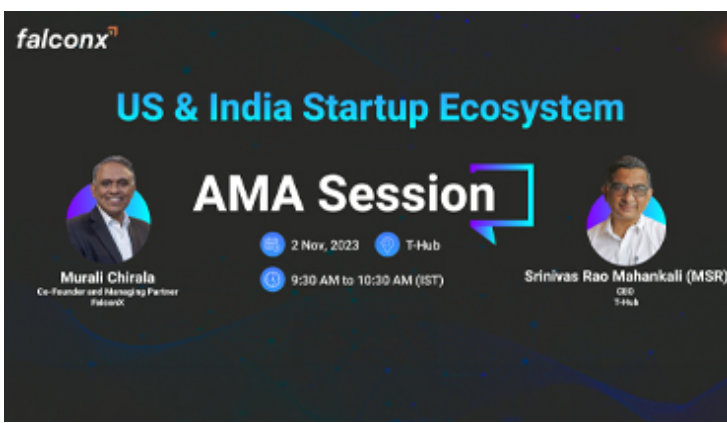 falconx
US & India Startup Ecosystem
AMA Session
2 Nov, 2023 T-Hub
9:30 AM to 10:30 AM (IST)
Murali Chirala
Co-Founder and Managing Partner
FalconX
Srinivas Rao Mahankali (MSR)
CEO
T-Hub